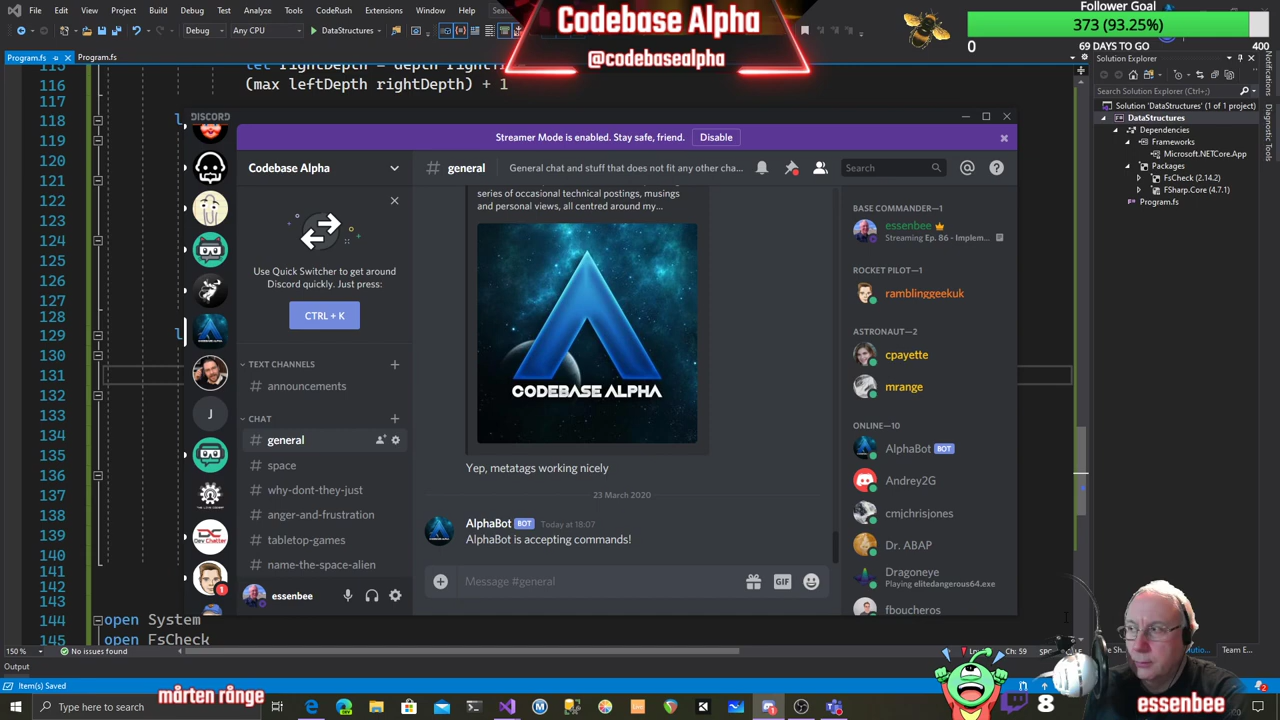 File
Edit
View
Project
Build
Debug
Test
Analyze
Tools
CodeRush
Extensions
Window
Help
Codebase Alpha
@codebasealpha
Follower Goal
373 (93.25%)
0
69 DAYS TO GO
400
Debug
Any CPU
DataStructures
Program.fs
Program.fs
Solution Explorer
Search Solution Explorer (Ctrl+;)
Solution 'DataStructures' (1 of 1 project)
DataStructures
Dependencies
Frameworks
Microsoft.NETCore.App
Packages
FsCheck (2.14.2)
FSharp.Core (4.7.1)
Program.fs
Notifications
Diagnostic Tools
115
116
(max leftDepth rightDepth) + 1
117
118
119
120
121
122
123
124
125
126
127
128
129
130
131
132
133
134
135
136
137
138
139
140
141
142
143
144
open System
145
open FsCheck
DISCORD
Streamer Mode is enabled. Stay safe, friend.
Disable
Codebase Alpha
# general
General chat and stuff that does not fit any other cha...
Search
Use Quick Switcher to get around
Discord quickly. Just press:
CTRL + K
TEXT CHANNELS
# announcements
CHAT
# general
# space
# why-dont-they-just
# anger-and-frustration
# tabletop-games
# name-the-space-alien
J
essenbee
series of occasional technical postings, musings
and personal views, all centred around my...
CODEBASE ALPHA
Yep, metatags working nicely
23 March 2020
AlphaBot BOT Today at 18:07
AlphaBot is accepting commands!
Message #general
GIF
BASE COMMANDER—1
essenbee
Streaming Ep. 86 - Implem...
ROCKET PILOT—1
ramblinggeekuk
ASTRONAUT—2
cpayette
mrange
ONLINE—10
AlphaBot BOT
Andrey2G
cmjchrisjones
Dr. ABAP
Dragoneye
Playing elitedangerous64.exe
fboucheros
150 %
No issues found
Ch: 59
Team E...
Output
Item(s) Saved
mårten rånge
8
essenbee
Type here to search